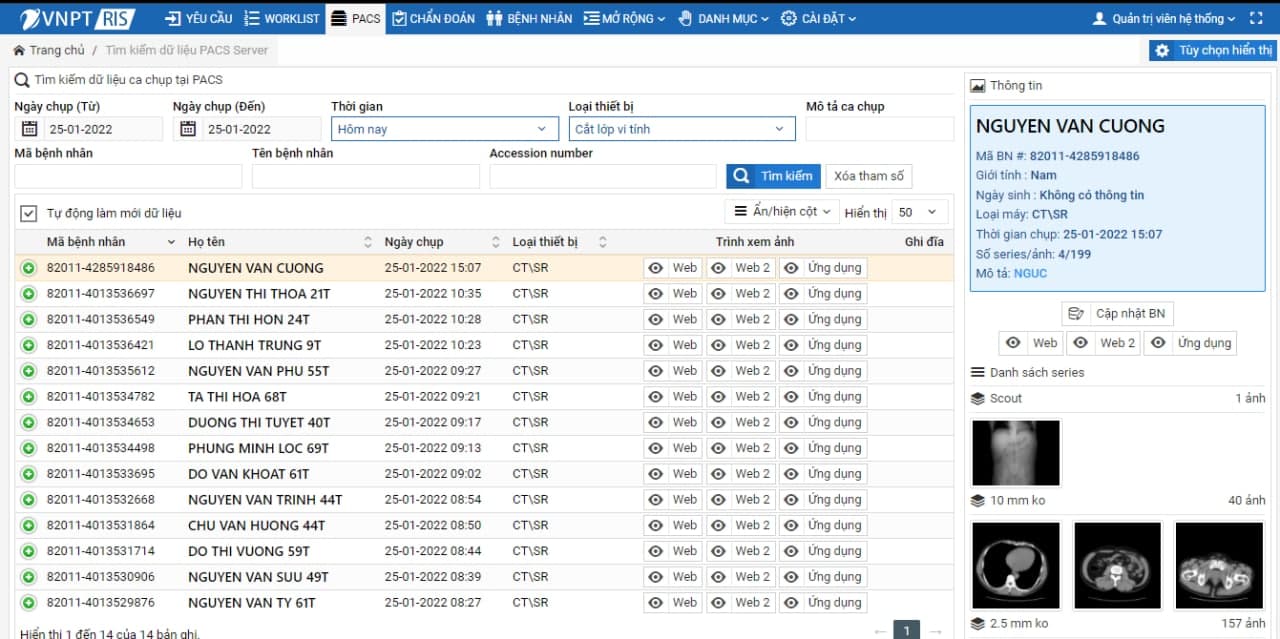 VNPT RIS YÊU CẦU WORKLIST PACS CHẨN ĐOÁN BỆNH NHÂN MỞ RỘNG DANH MỤC CÀI ĐẶT Quản trị viên hệ thống
Trang chủ / Tìm kiếm dữ liệu PACS Server Tùy chọn hiển thị
Tìm kiếm dữ liệu ca chụp tại PACS
Ngày chụp (Từ) Ngày chụp (Đến) Thời gian Loại thiết bị Mô tả ca chụp
25-01-2022 25-01-2022 Hôm nay Cắt lớp vi tính
Mã bệnh nhân Tên bệnh nhân Accession number
Tìm kiếm Xóa tham số
Tự động làm mới dữ liệu Ẩn/hiện cột Hiển thị 50
Mã bệnh nhân Họ tên Ngày chụp Loại thiết bị Trình xem ảnh Ghi đĩa
82011-4285918486 NGUYEN VAN CUONG 25-01-2022 15:07 CT\SR Web Web 2 Ứng dụng
82011-4013536697 NGUYEN THI THOA 21T 25-01-2022 10:35 CT\SR Web Web 2 Ứng dụng
82011-4013536549 PHAN THI HON 24T 25-01-2022 10:28 CT\SR Web Web 2 Ứng dụng
82011-4013536421 LO THANH TRUNG 9T 25-01-2022 10:23 CT\SR Web Web 2 Ứng dụng
82011-4013535612 NGUYEN VAN PHU 55T 25-01-2022 09:27 CT\SR Web Web 2 Ứng dụng
82011-4013534782 TA THI HOA 68T 25-01-2022 09:21 CT\SR Web Web 2 Ứng dụng
82011-4013534653 DUONG THI TUYET 40T 25-01-2022 09:17 CT\SR Web Web 2 Ứng dụng
82011-4013534498 PHUNG MINH LOC 69T 25-01-2022 09:13 CT\SR Web Web 2 Ứng dụng
82011-4013533695 DO VAN KHOAT 61T 25-01-2022 09:02 CT\SR Web Web 2 Ứng dụng
82011-4013532668 NGUYEN VAN TRINH 44T 25-01-2022 08:54 CT\SR Web Web 2 Ứng dụng
82011-4013531864 CHU VAN HUONG 44T 25-01-2022 08:50 CT\SR Web Web 2 Ứng dụng
82011-4013531714 DO THI VUONG 59T 25-01-2022 08:44 CT\SR Web Web 2 Ứng dụng
82011-4013530906 NGUYEN VAN SUU 49T 25-01-2022 08:39 CT\SR Web Web 2 Ứng dụng
82011-4013529876 NGUYEN VAN TY 61T 25-01-2022 08:27 CT\SR Web Web 2 Ứng dụng
Hiển thị 1 đến 14 của 14 bản ghi. 1
Thông tin
NGUYEN VAN CUONG
Mã BN #: 82011-4285918486
Giới tính : Nam
Ngày sinh : Không có thông tin
Loại máy: CT\SR
Thời gian chụp: 25-01-2022 15:07
Số series/ảnh: 4/199
Mô tả: NGUC
Cập nhật BN
Web Web 2 Ứng dụng
Danh sách series
Scout 1 ảnh
10 mm ko 40 ảnh
2.5 mm ko 157 ảnh